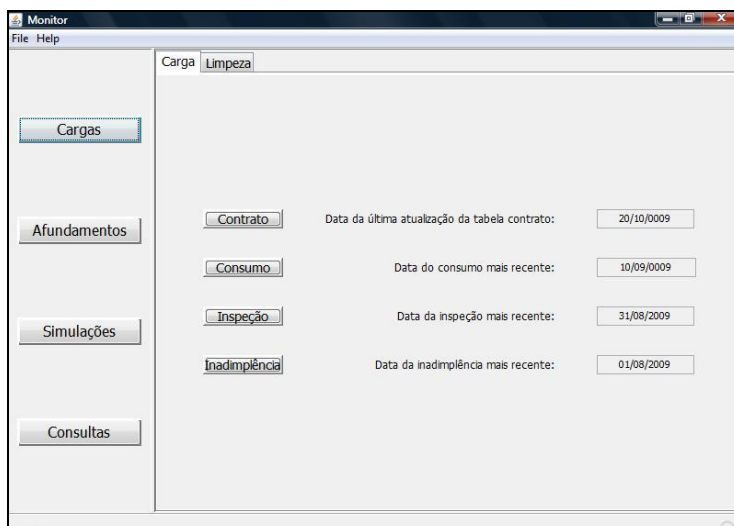 Monitor
File Help
Carga Limpeza
Cargas
Contrato Data da última atualização da tabela contrato: 20/10/0009
Afundamentos
Consumo Data do consumo mais recente: 10/09/0009
Inspeção Data da inspeção mais recente: 31/08/2009
Simulações
Inadimplência Data da inadimplência mais recente: 01/08/2009
Consultas